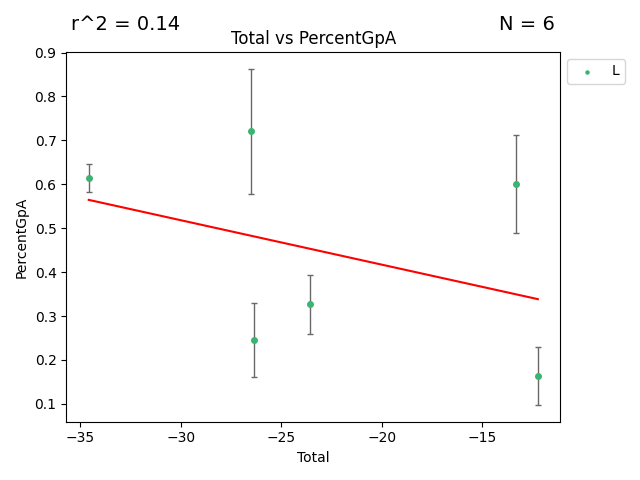 r^2 = 0.14
N = 6
Total vs PercentGpA
L
PercentGpA
0.9
0.8
0.7
0.6
0.5
0.4
0.3
0.2
0.1
−35
−30
−25
−20
−15
Total